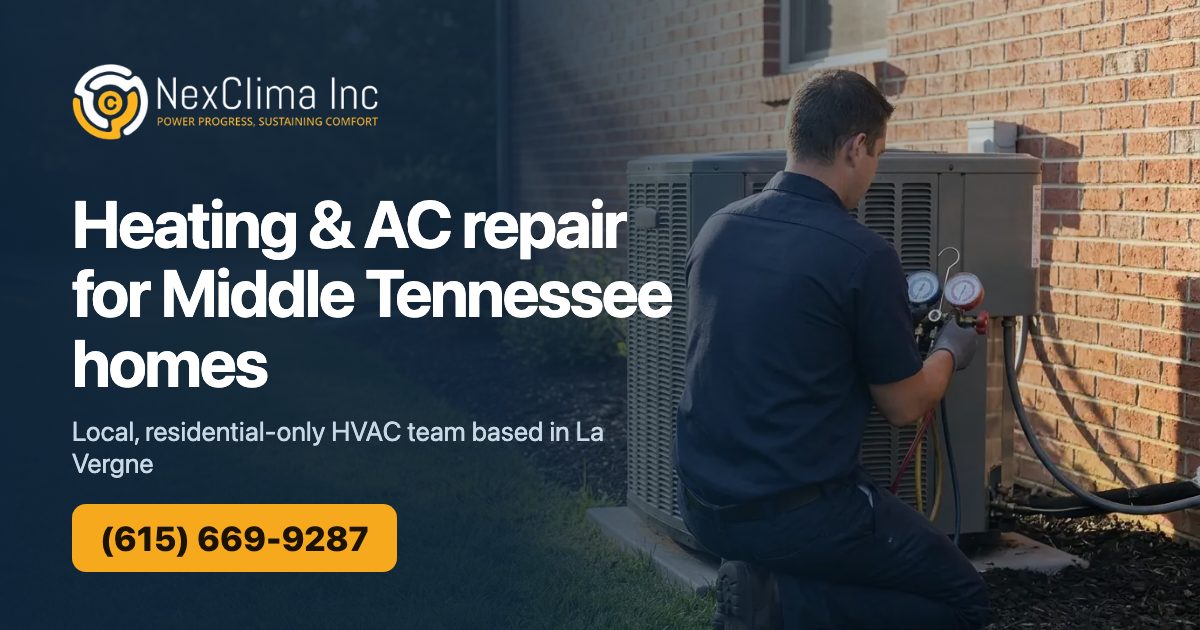 NexClima Inc
POWER PROGRESS, SUSTAINING COMFORT
Heating & AC repair
for Middle Tennessee
homes
Local, residential-only HVAC team based in La
Vergne
(615) 669-9287